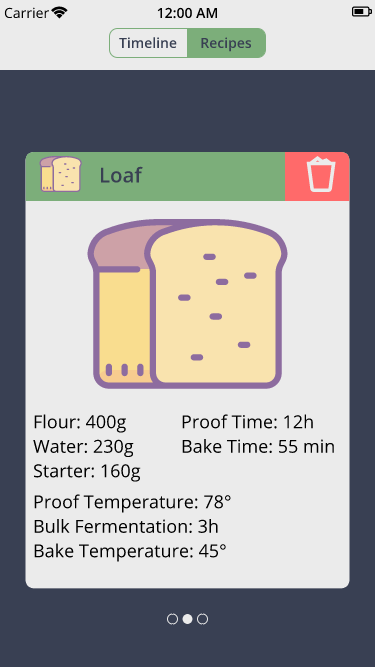 Carrier 12:00 AM
Timeline Recipes
Loaf
Flour: 400g Proof Time: 12h
Water: 230g Bake Time: 55 min
Starter: 160g
Proof Temperature: 78°
Bulk Fermentation: 3h
Bake Temperature: 45°